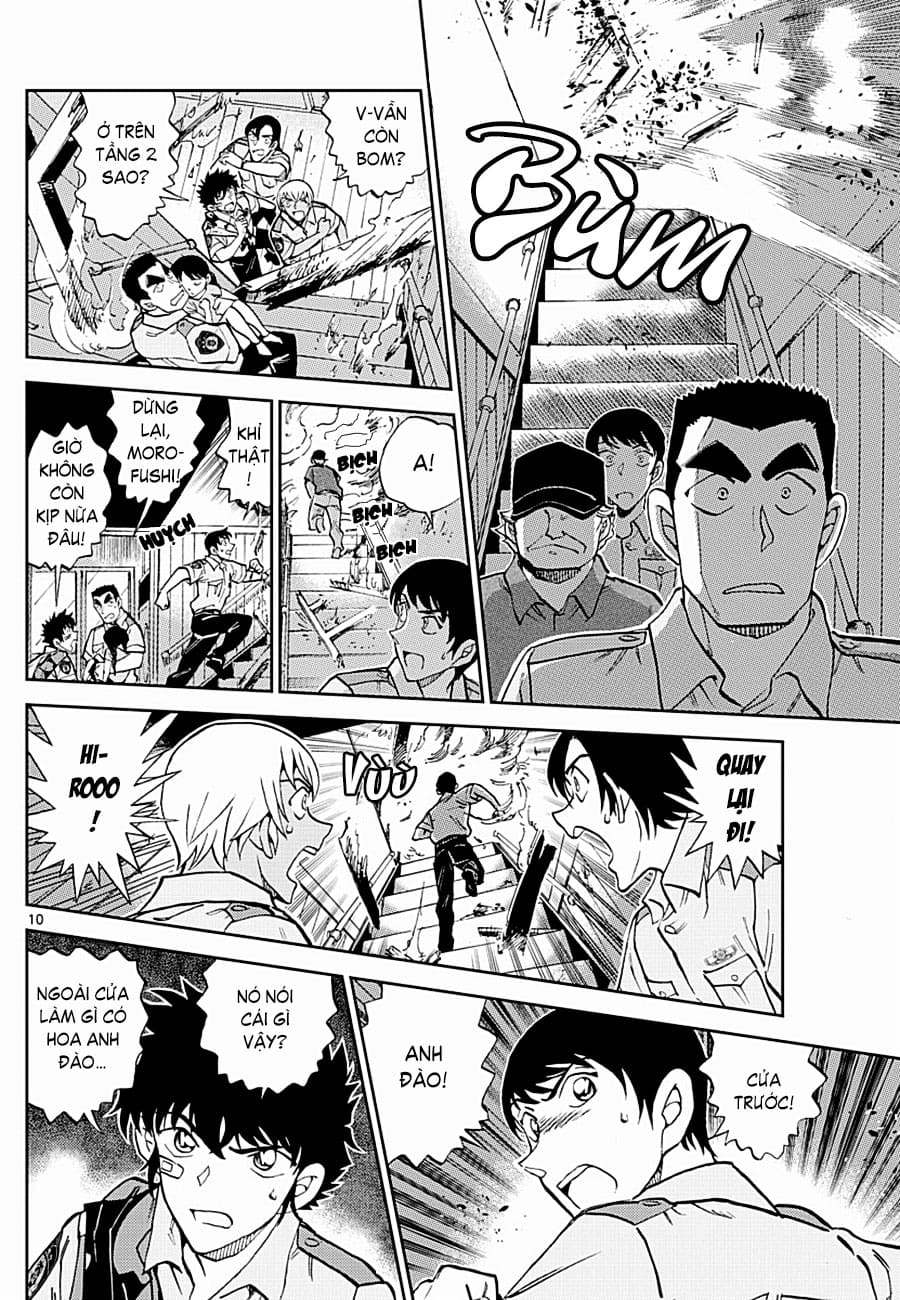 BÙM
V-VẪN
CÒN
BOM?
Ở TRÊN
TẦNG 2
SAO?
A!
BỊCH
BỊCH
BỊCH
KHỈ
THẬT
!
HUỴCH
DỪNG
LẠI,
MORO-
FUSHI!
GIỜ
KHÔNG
CÒN
KỊP NỮA
ĐÂU!
QUAY
LẠI
ĐI!
VÙÙ
HI-
ROOO
!
10
CỬA
TRƯỚC!
ANH
ĐÀO!
NÓ NÓI
CÁI GÌ
VẬY?
NGOÀI CỬA
LÀM GÌ CÓ
HOA ANH
ĐÀO...